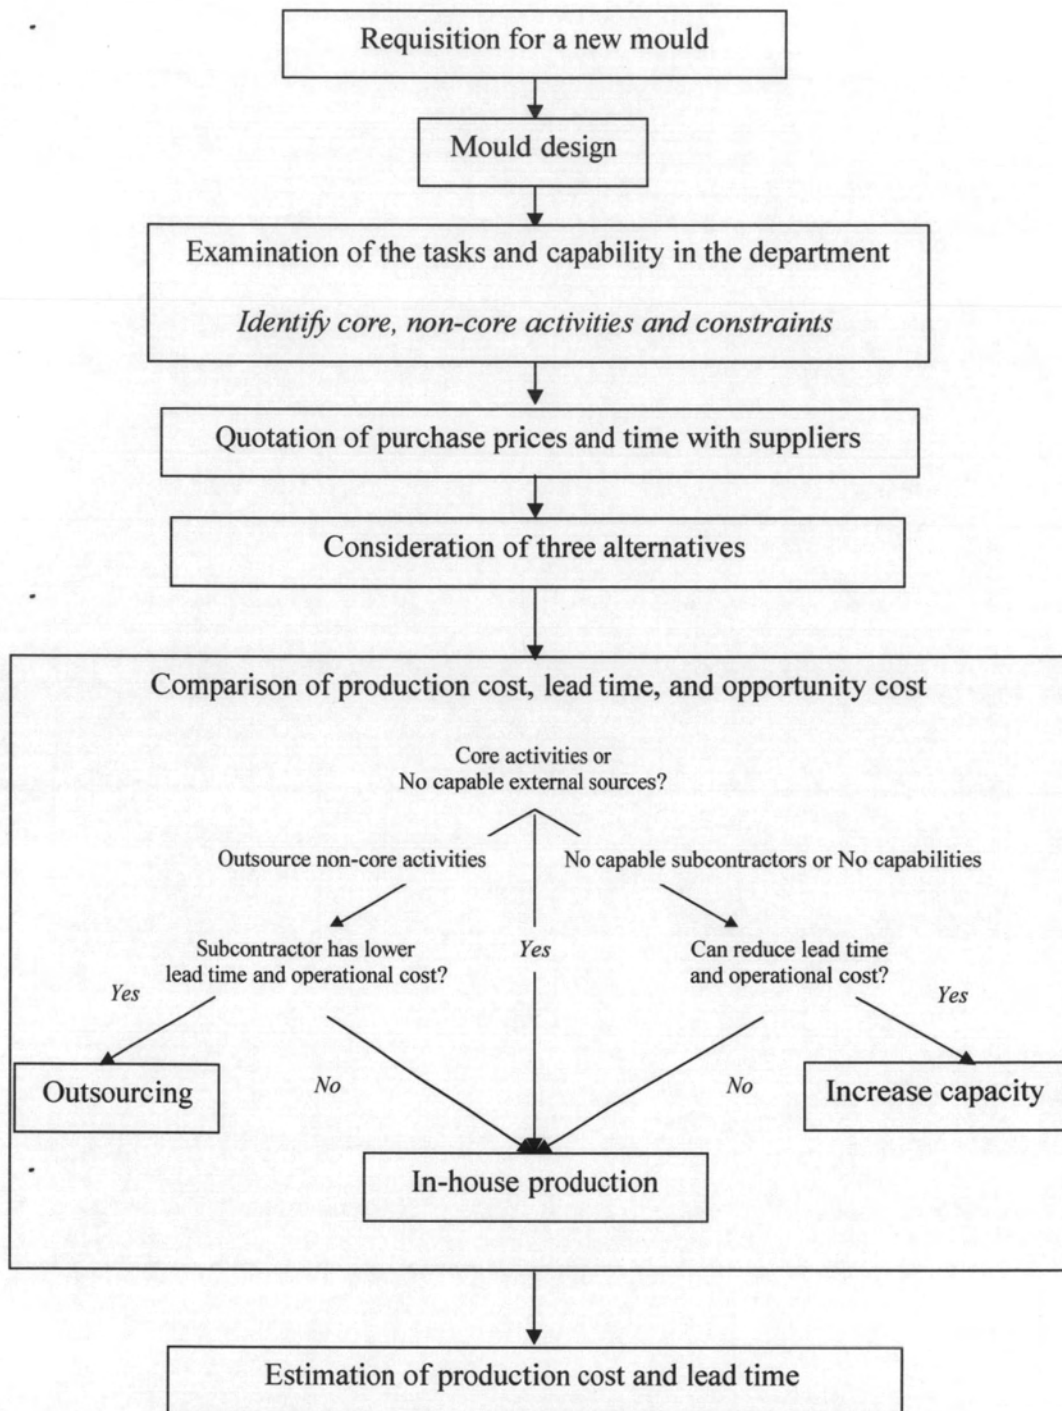 Requisition for a new mould
Mould design
Examination of the tasks and capability in the department
Identify core, non-core activities and constraints
Quotation of purchase prices and time with suppliers
Consideration of three alternatives
Comparison of production cost, lead time, and opportunity cost
Core activities or
No capable external sources?
Outsource non-core activities
No capable subcontractors or No capabilities
Subcontractor has lower
lead time and operational cost?
Yes
Can reduce lead time
and operational cost?
Yes
Yes
Outsourcing
No
No
Increase capacity
In-house production
Estimation of production cost and lead time